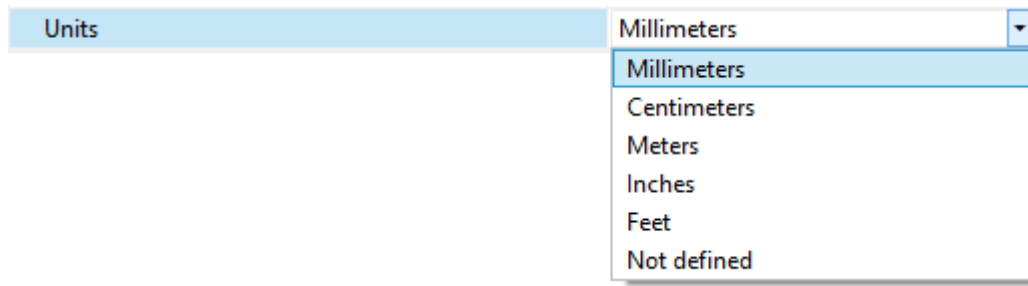 Units Millimeters
Millimeters
Centimeters
Meters
Inches
Feet
Not defined